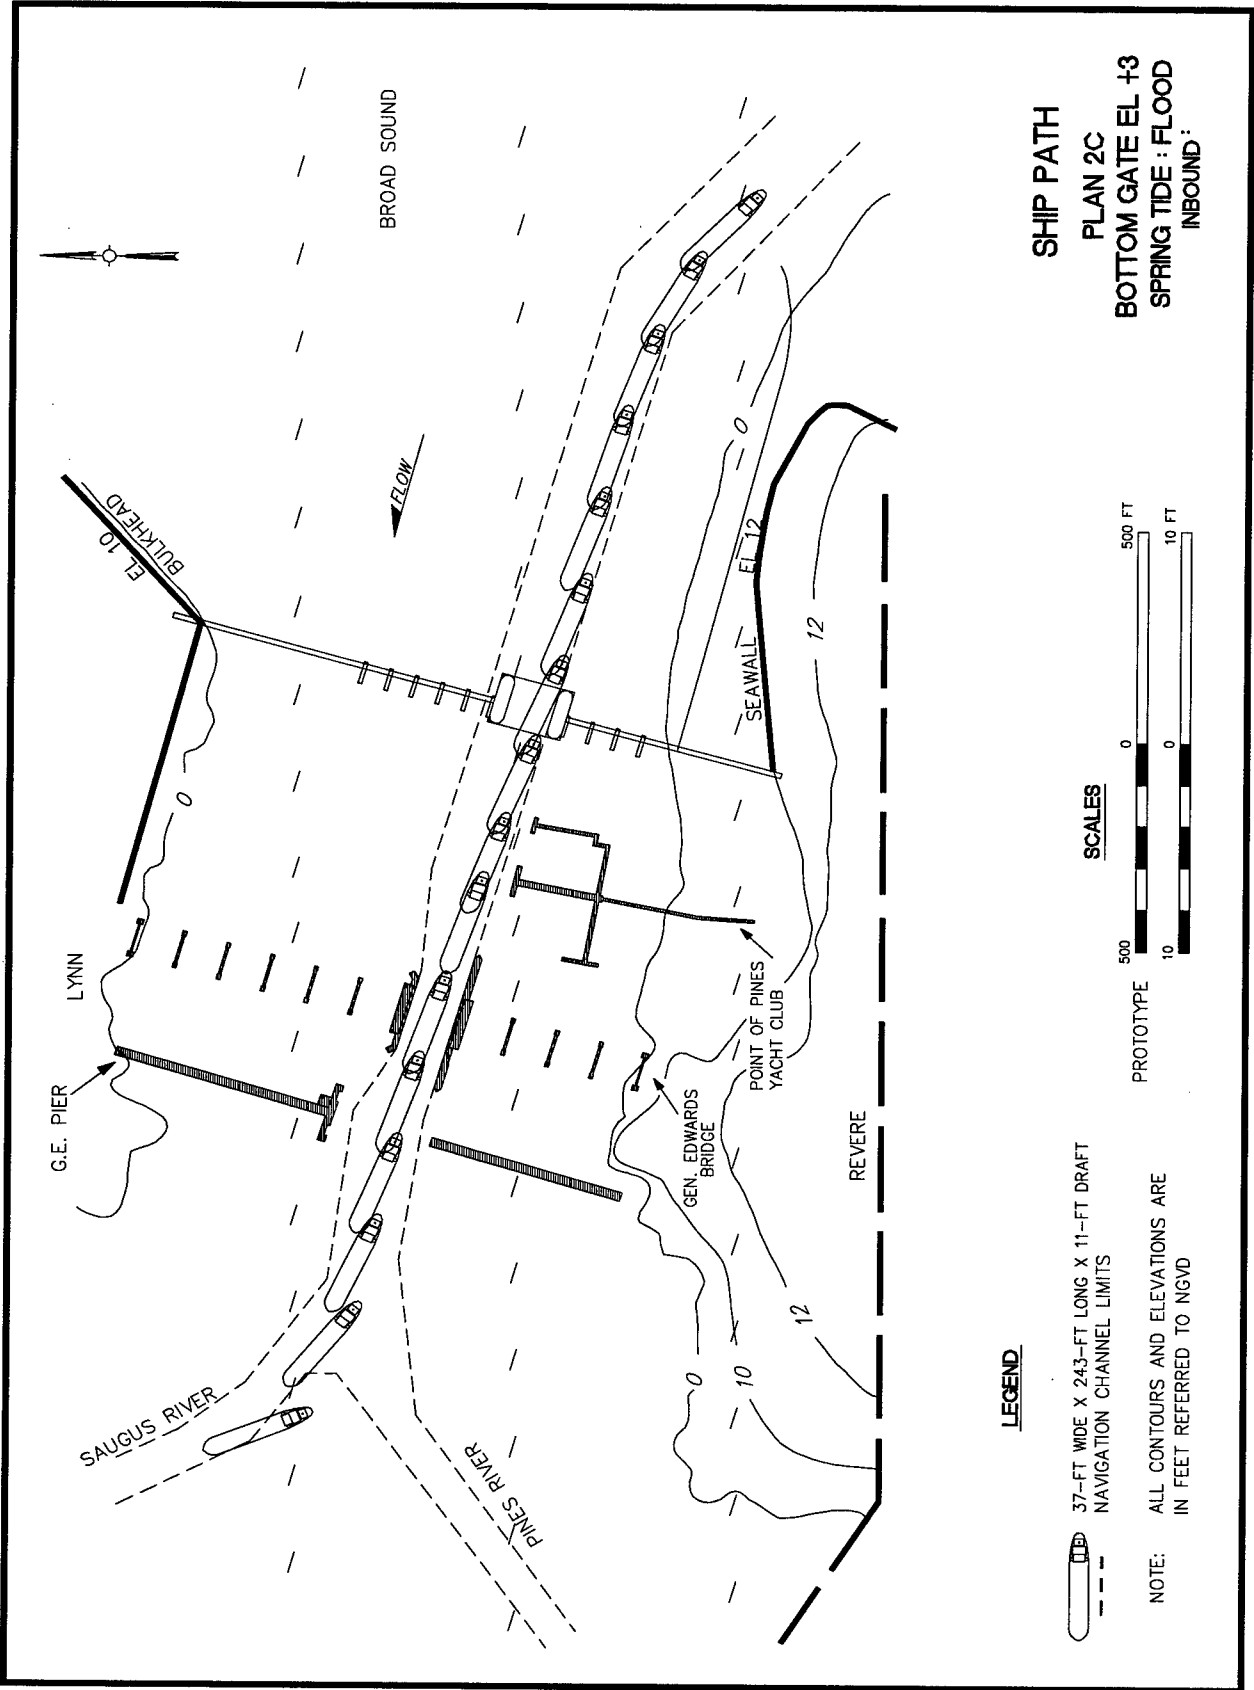 BROAD SOUND
FLOW
EL 10
BULKHEAD
0
LYNN
G.E. PIER
SAUGUS RIVER
PINES RIVER
0
SEAWALL EL 12
12
POINT OF PINES
YACHT CLUB
GEN. EDWARDS
BRIDGE
REVERE
0
10
12
SHIP PATH
PLAN 2C
BOTTOM GATE EL +3
SPRING TIDE : FLOOD
INBOUND :
LEGEND
37-FT WIDE X 243-FT LONG X 11-FT DRAFT
NAVIGATION CHANNEL LIMITS
NOTE: ALL CONTOURS AND ELEVATIONS ARE
IN FEET REFERRED TO NGVD
SCALES
PROTOTYPE 500 0 500 FT
10 0 10 FT